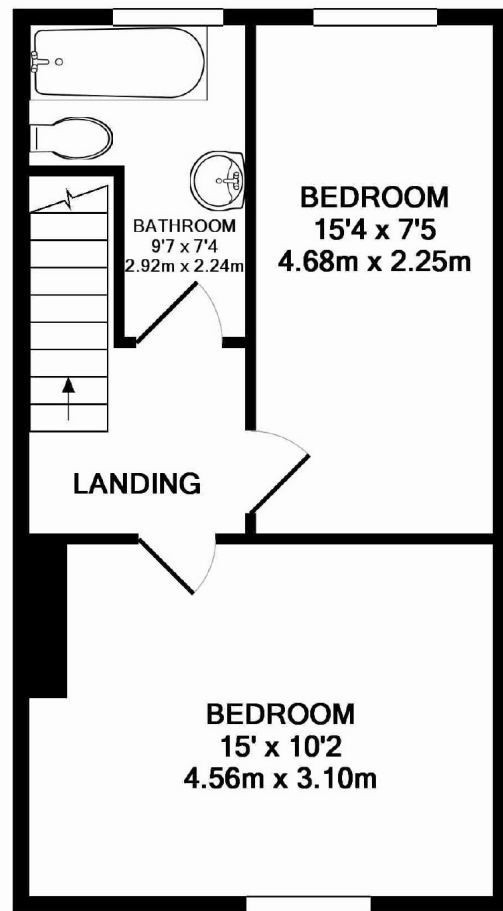 BATHROOM
9'7 x 7'4
2.92m x 2.24m
BEDROOM
15'4 x 7'5
4.68m x 2.25m
LANDING
BEDROOM
15' x 10'2
4.56m x 3.10m